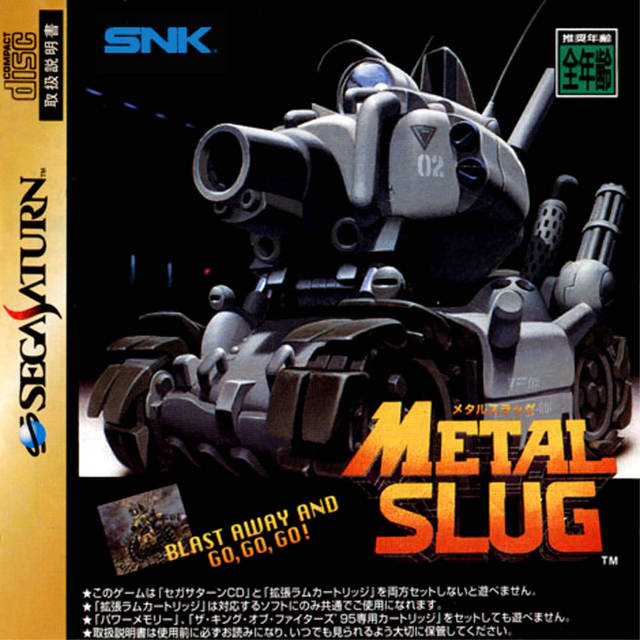 COMPACT
disc
取扱説明書
SNK®
推奨年齢
全年齢
SEGA SATURN™
02
メタルスラッグ
METAL
SLUG™
BLAST AWAY AND
GO, GO, GO!
★このゲームは「セガサターンCD」と「拡張ラムカートリッジ」を両方セットしないと遊べません。
★「拡張ラムカートリッジ」は対応するソフトにのみ共通でご使用になれます。
★「パワーメモリー」、「ザ・キング・オブ・ファイターズ'95専用カートリッジ」をセットしても遊べません。
★取扱説明書は使用前に必ずお読みになり、いつでも見られるよう大切に保管してください。